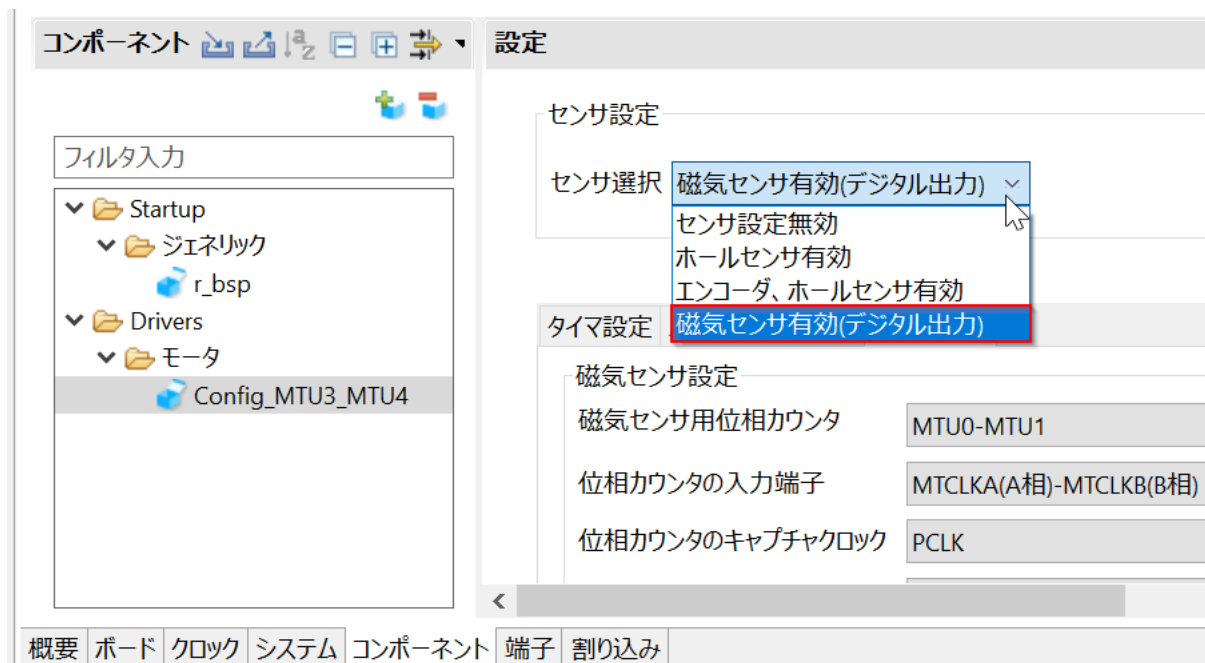 コンポーネント
設定
センサ設定
フィルタ入力
センサ選択 磁気センサ有効(デジタル出力)
センサ設定無効
ホールセンサ有効
エンコーダ、ホールセンサ有効
磁気センサ有効(デジタル出力)
Startup
ジェネリック
r_bsp
Drivers
モータ
Config_MTU3_MTU4
タイマ設定
磁気センサ設定
磁気センサ用位相カウンタ MTU0-MTU1
位相カウンタの入力端子 MTCLKA(A相)-MTCLKB(B相)
位相カウンタのキャプチャクロック PCLK
概要 ボード クロック システム コンポーネント 端子 割り込み